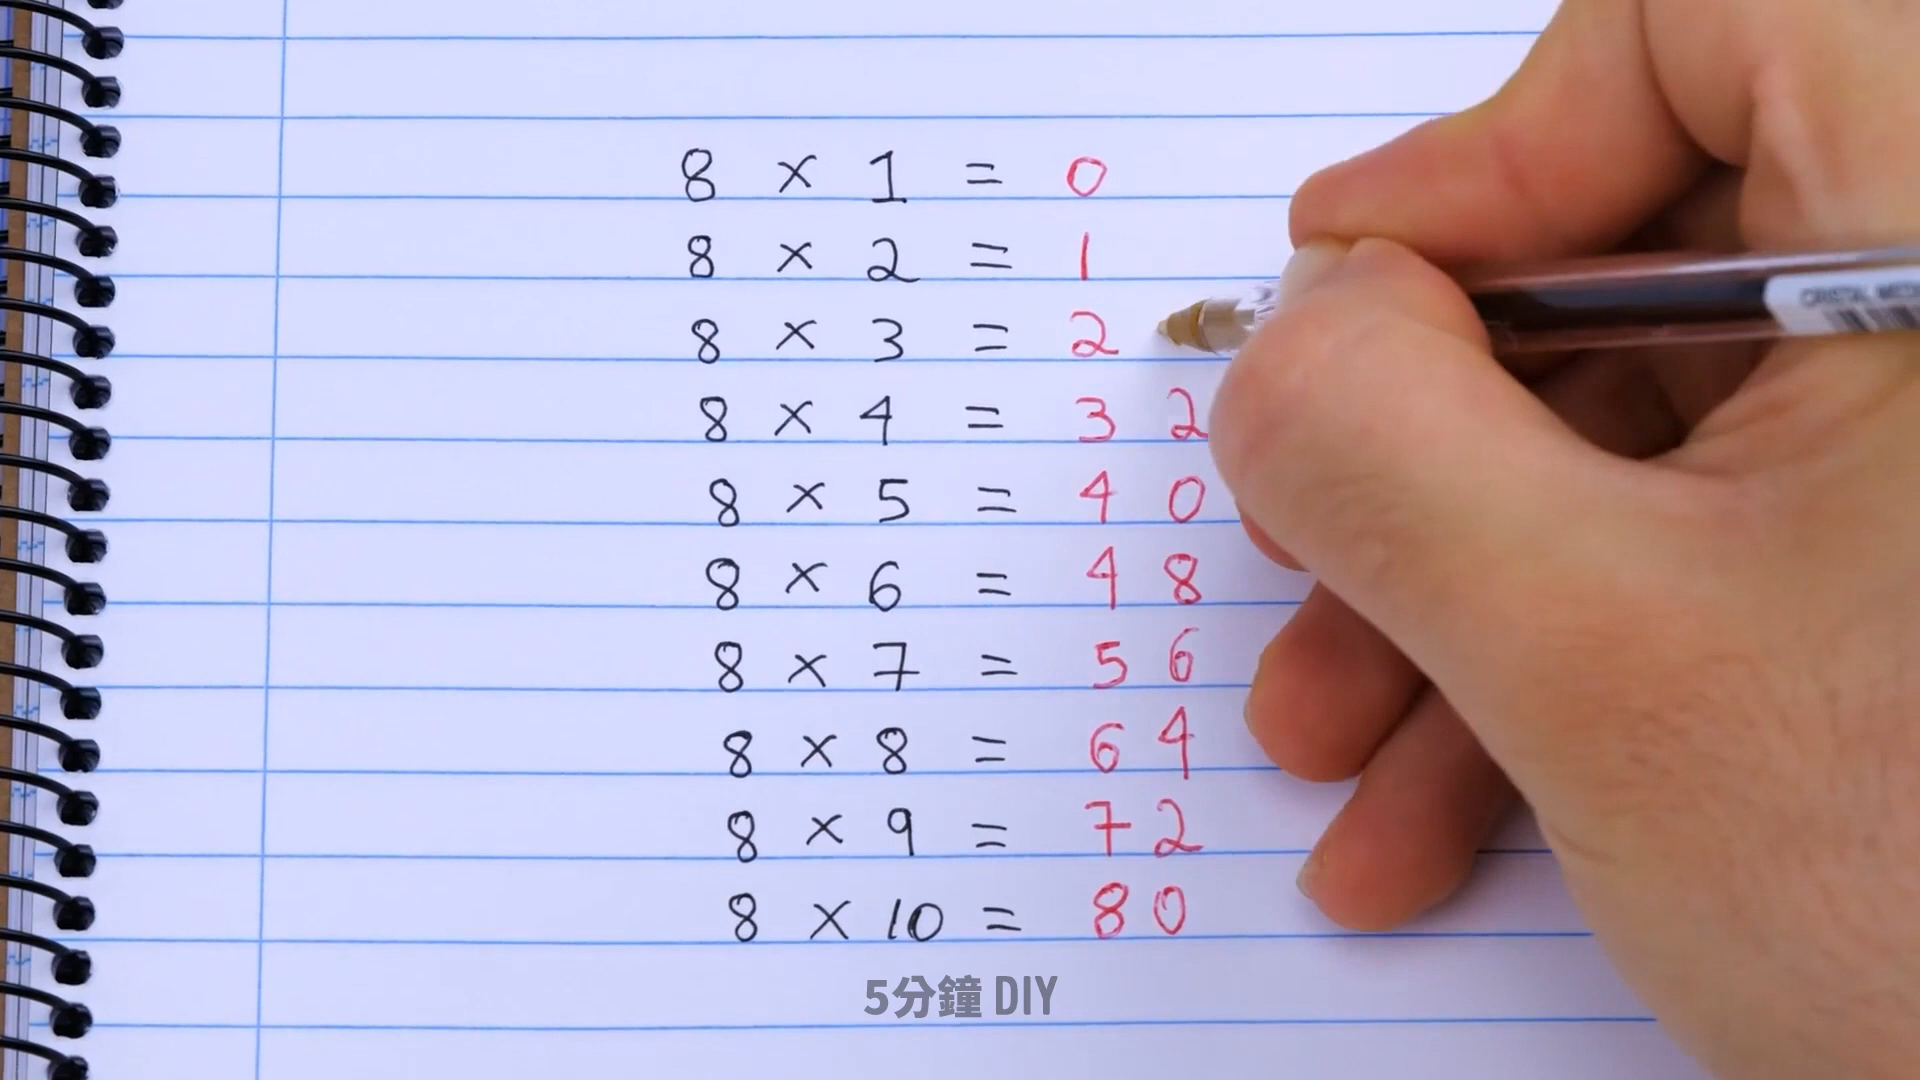 8 × 1 = 0
8 × 2 = 1
8 × 3 = 2
8 × 4 = 3 2
8 × 5 = 4 0
8 × 6 = 4 8
8 × 7 = 5 6
8 × 8 = 6 4
8 × 9 = 7 2
8 × 10 = 8 0
CRISTAL MEDI
5分鐘 DIY